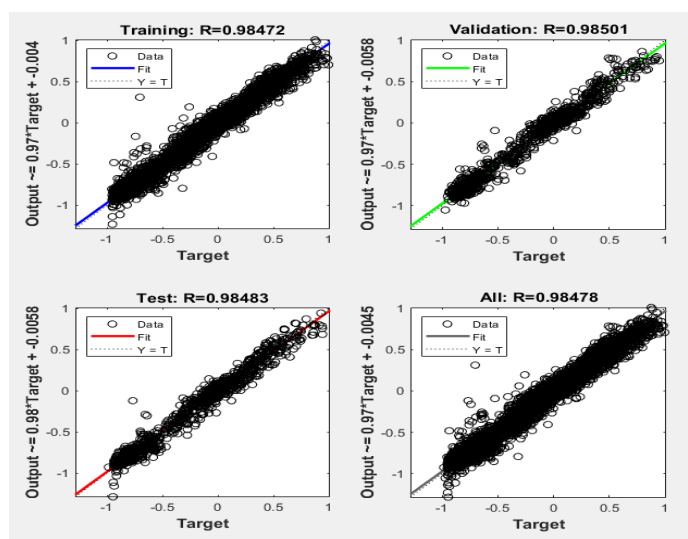 Training: R=0.98472
Output ~= 0.97*Target + -0.004
1
0.5
0
-0.5
-1
Data
Fit
Y = T
-1 -0.5 0 0.5 1
Target
Validation: R=0.98501
Output ~= 0.97*Target + -0.0058
1
0.5
0
-0.5
-1
Data
Fit
Y = T
-1 -0.5 0 0.5 1
Target
Test: R=0.98483
Output ~= 0.98*Target + -0.0058
1
0.5
0
-0.5
-1
Data
Fit
Y = T
-1 -0.5 0 0.5 1
Target
All: R=0.98478
Output ~= 0.97*Target + -0.0045
1
0.5
0
-0.5
-1
Data
Fit
Y = T
-1 -0.5 0 0.5 1
Target